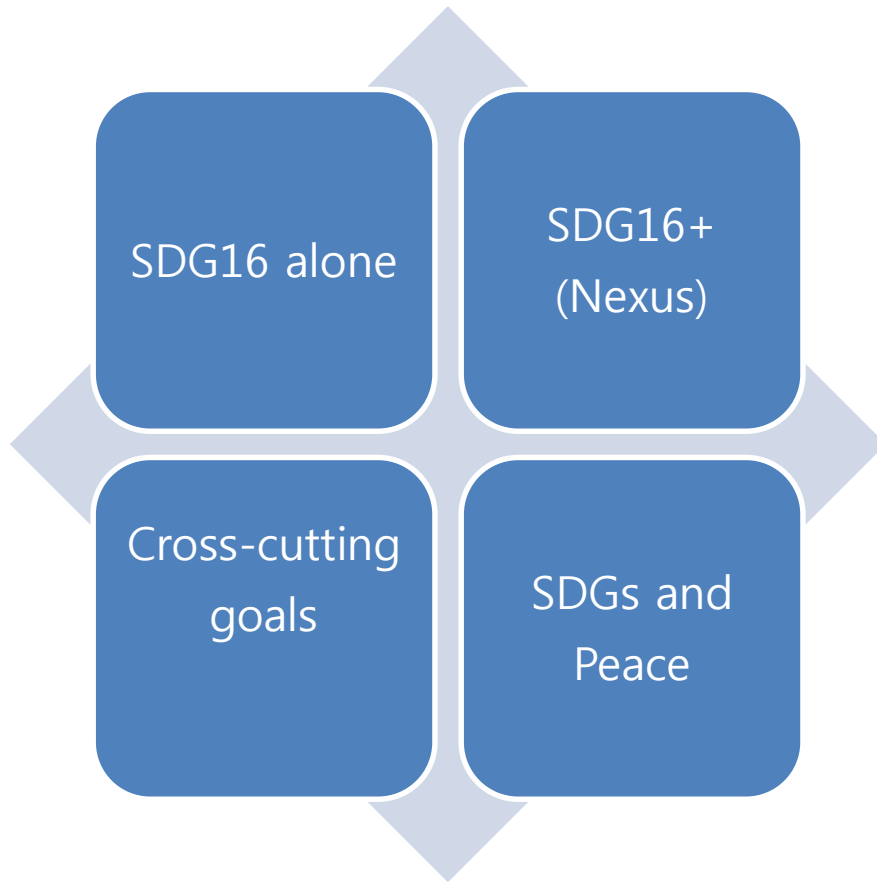 SDG16 alone
SDG16+
(Nexus)
Cross-cutting
goals
SDGs and
Peace